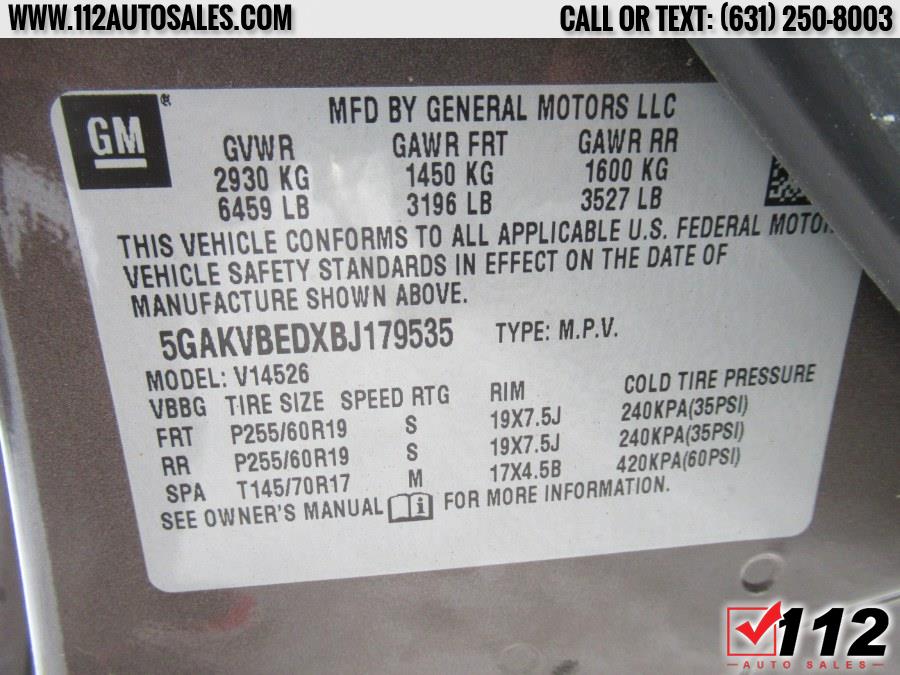 WWW.112AUTOSALES.COM CALL OR TEXT: (631) 250-8003
GM ®
MFD BY GENERAL MOTORS LLC
GVWR GAWR FRT GAWR RR
2930 KG 1450 KG 1600 KG
6459 LB 3196 LB 3527 LB
THIS VEHICLE CONFORMS TO ALL APPLICABLE U.S. FEDERAL MOTOR
VEHICLE SAFETY STANDARDS IN EFFECT ON THE DATE OF
MANUFACTURE SHOWN ABOVE.
5GAKVBEDXBJ179535 TYPE: M.P.V.
MODEL: V14526
VBBG TIRE SIZE SPEED RTG RIM COLD TIRE PRESSURE
FRT P255/60R19 S 19X7.5J 240KPA(35PSI)
RR P255/60R19 S 19X7.5J 240KPA(35PSI)
SPA T145/70R17 M 17X4.5B 420KPA(60PSI)
SEE OWNER'S MANUAL i FOR MORE INFORMATION.
112
AUTO SALES